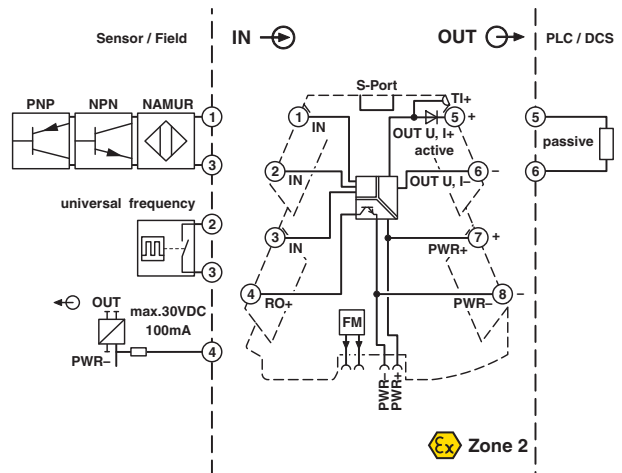 Sensor / Field
IN
OUT
PLC / DCS
S-Port
PNP
NPN
NAMUR
1
3
1
IN
TI+
5
+
OUT U, I+
active
5
passive
6
2
IN
6
–
OUT U, I–
universal frequency
2
3
3
IN
7
+
PWR+
4
RO+
8
–
PWR–
OUT
max.30VDC
100mA
PWR–
4
FM
PWR–
PWR+
Ex
Zone 2